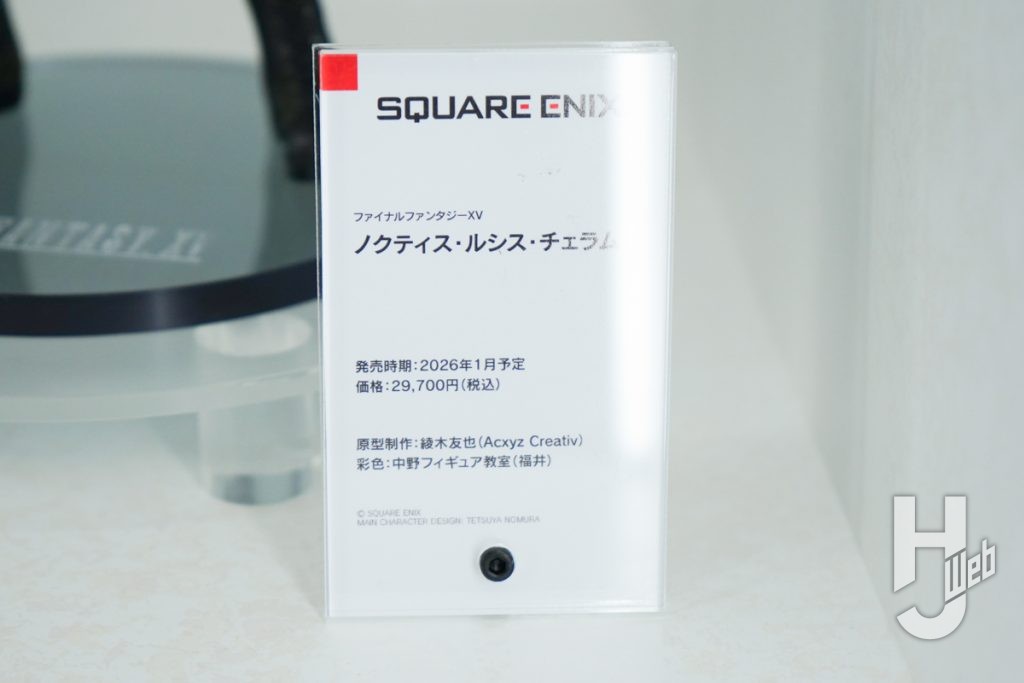 SQUARE ENIX
ファイナルファンタジーXV
ノクティス・ルシス・チェラム
発売時期:2026年1月予定
価格:29,700円(税込)
原型制作:綾木友也(Acxyz Creativ)
彩色:中野フィギュア教室(福井)
© SQUARE ENIX
MAIN CHARACTER DESIGN: TETSUYA NOMURA
FANTASY
HJ Web